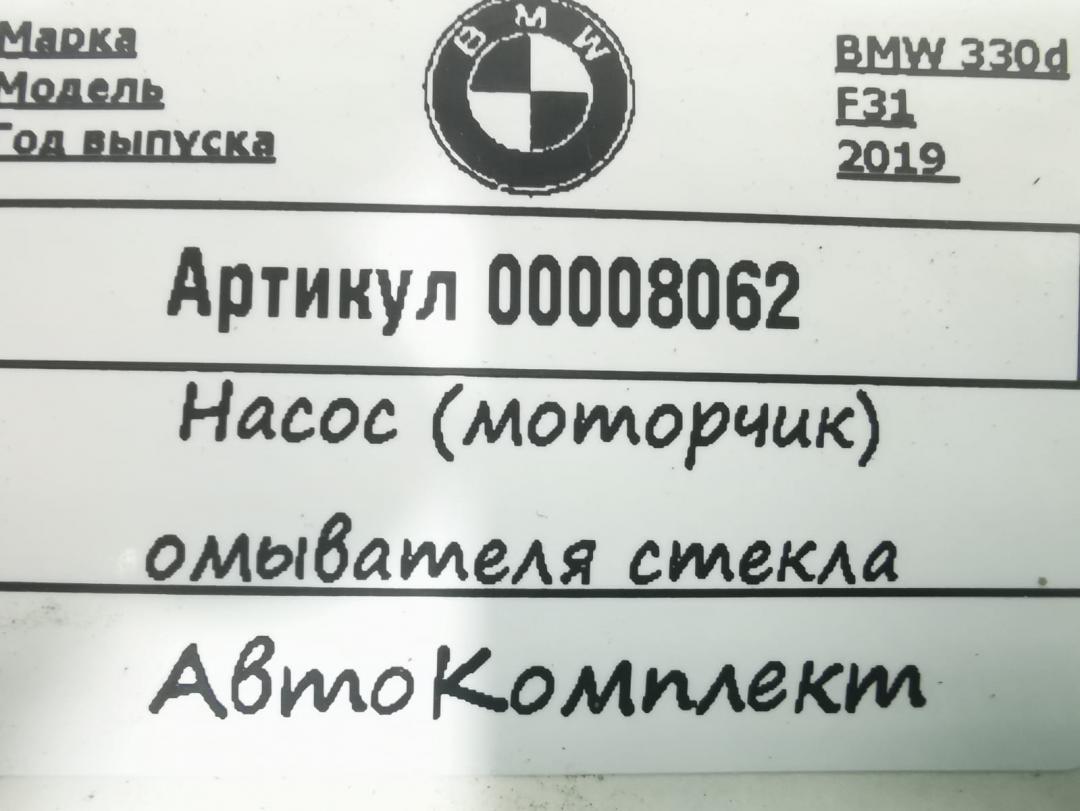 Марка BMW 330d
Модель F31
Год выпуска 2019
BMW
Артикул 00008062
Насос (моторчик)
омывателя стекла
АвтоКомплект